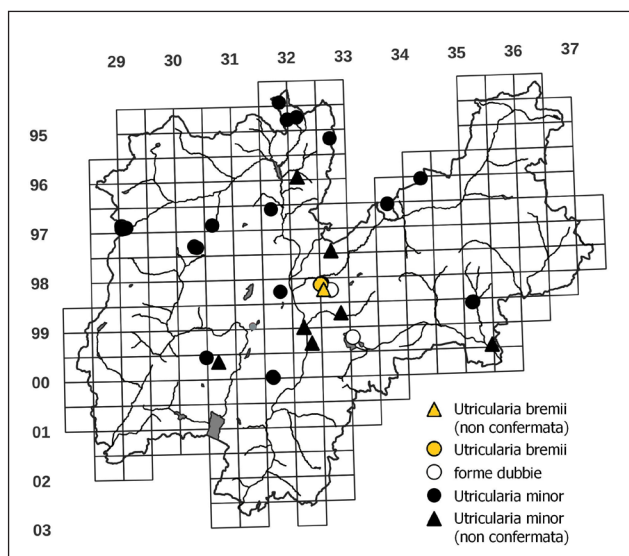 29 30 31 32 33 34 35 36 37
95
96
97
98
99
00
01
02
03
Utricularia bremii
(non confermata)
Utricularia bremii
forme dubbie
Utricularia minor
Utricularia minor
(non confermata)